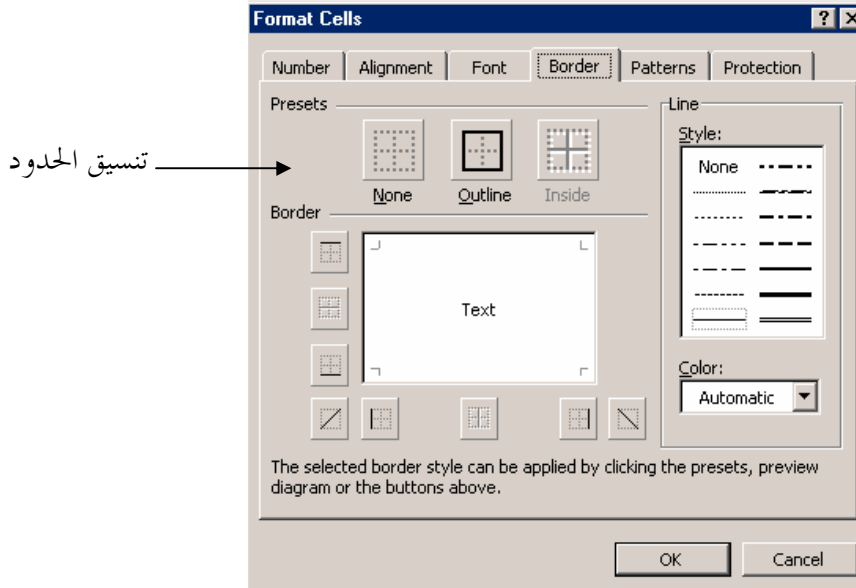 Format Cells
Number Alignment Font Border Patterns Protection
Presets
Line
Style:
تنسيق الحدود
None
None Outline Inside
Border
Text
Color:
Automatic
The selected border style can be applied by clicking the presets, preview
diagram or the buttons above.
OK Cancel